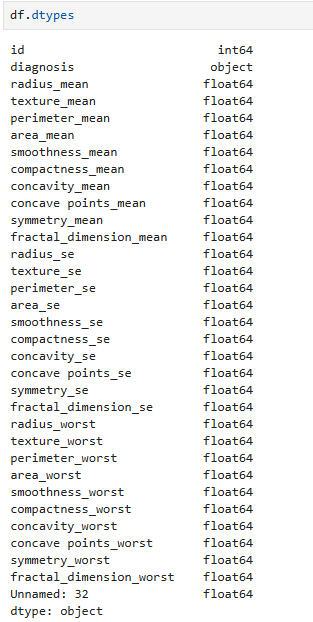 df.dtypes
id int64
diagnosis object
radius_mean float64
texture_mean float64
perimeter_mean float64
area_mean float64
smoothness_mean float64
compactness_mean float64
concavity_mean float64
concave points_mean float64
symmetry_mean float64
fractal_dimension_mean float64
radius_se float64
texture_se float64
perimeter_se float64
area_se float64
smoothness_se float64
compactness_se float64
concavity_se float64
concave points_se float64
symmetry_se float64
fractal_dimension_se float64
radius_worst float64
texture_worst float64
perimeter_worst float64
area_worst float64
smoothness_worst float64
compactness_worst float64
concavity_worst float64
concave points_worst float64
symmetry_worst float64
fractal_dimension_worst float64
Unnamed: 32 float64
dtype: object